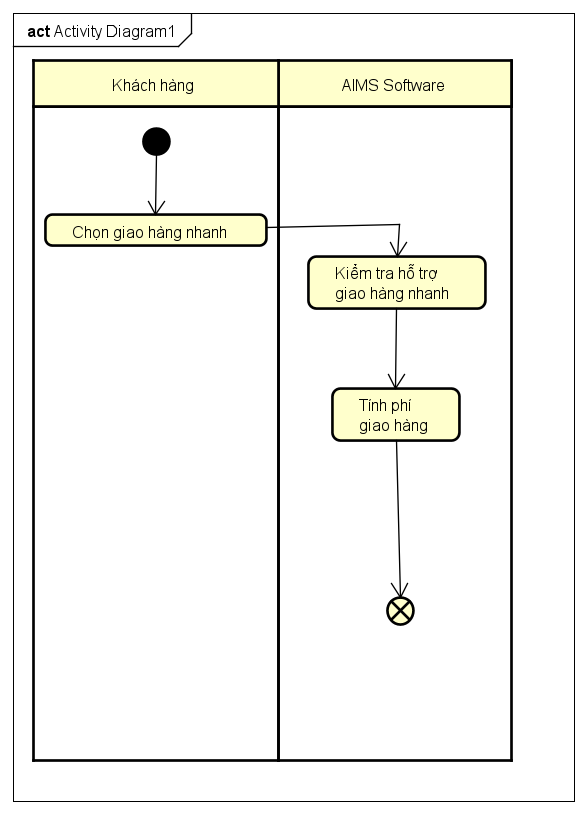 act Activity Diagram1
Khách hàng
AIMS Software
Chọn giao hàng nhanh
Kiểm tra hỗ trợ
giao hàng nhanh
Tính phí
giao hàng